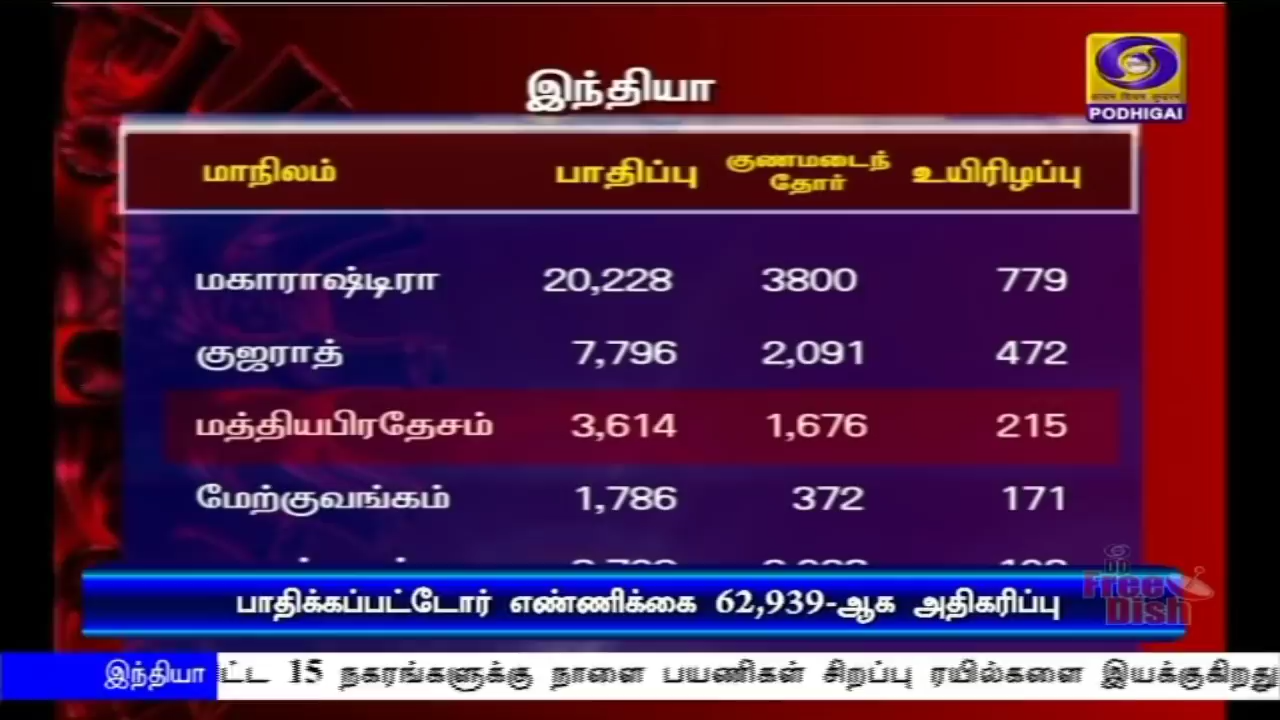 இந்தியா
PODHIGAI
மாநிலம் பாதிப்பு குணமடைந் தோர் உயிரிழப்பு
மகாராஷ்டிரா 20,228 3800 779
குஜராத் 7,796 2,091 472
மத்தியபிரதேசம் 3,614 1,676 215
மேற்குவங்கம் 1,786 372 171
பாதிக்கப்பட்டோர் எண்ணிக்கை 62,939-ஆக அதிகரிப்பு
Free Dish
இந்தியா 15 நகரங்களுக்கு நாளை பயணிகள் சிறப்பு ரயில்களை இயக்குகிறது